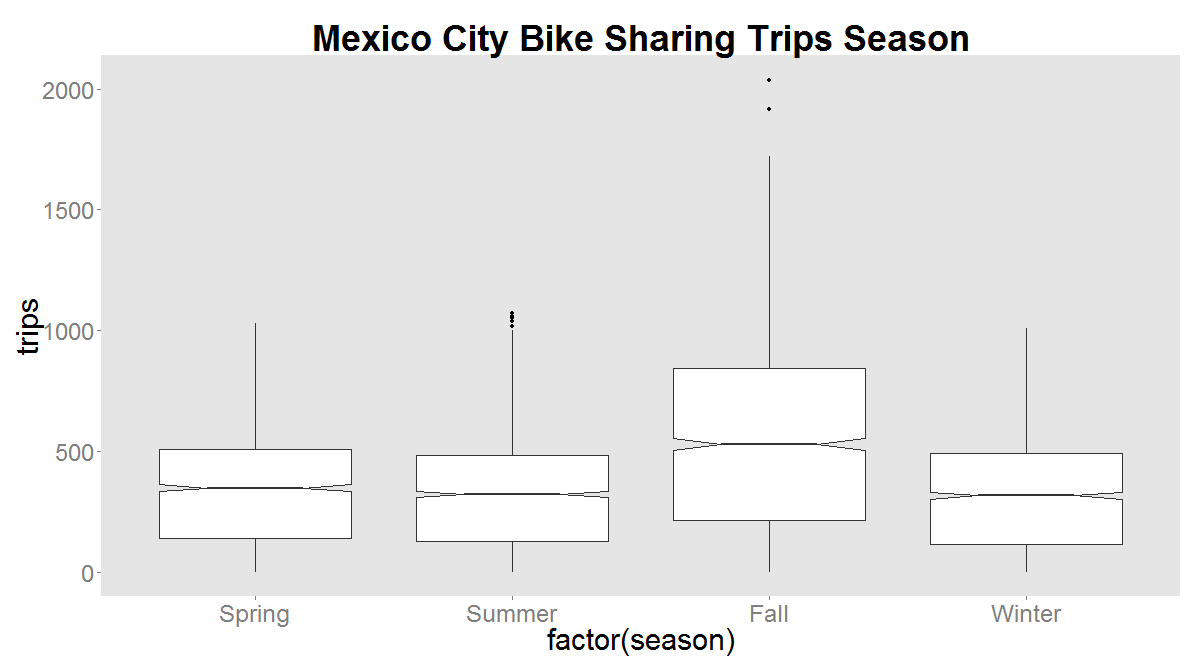 Mexico City Bike Sharing Trips Season
trips
2000
1500
1000
500
0
Spring Summer Fall Winter
factor(season)